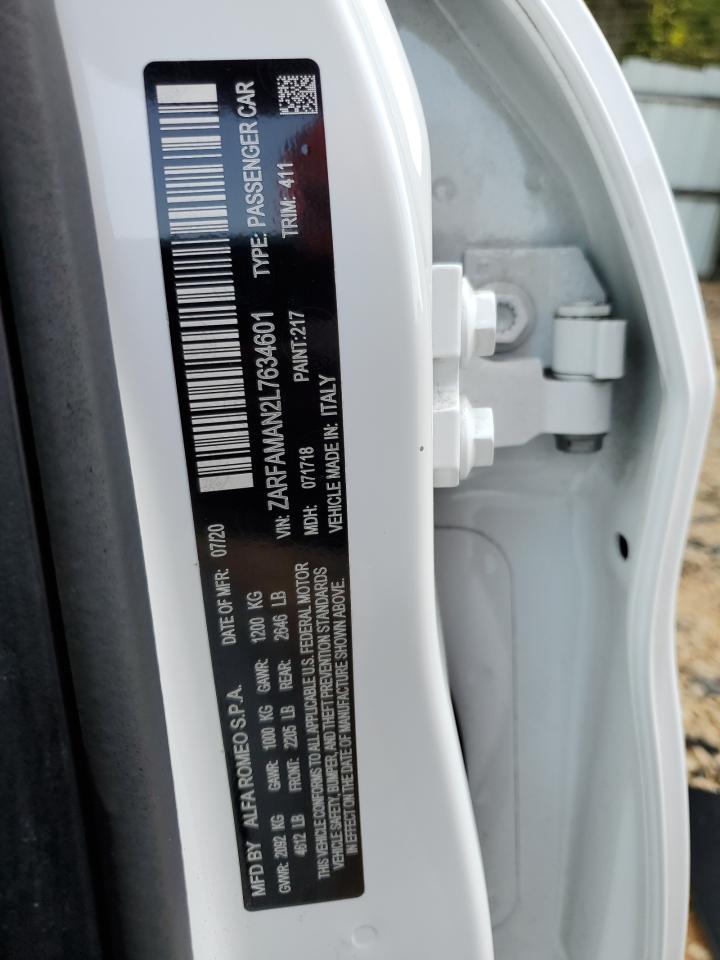 MFD BY ALFA ROMEO S.P.A. DATE OF MFR: 07/20
GVWR: 2092 KG GAWR: 1000 KG GAWR: 1200 KG
4612 LB FRONT: 2205 LB REAR: 2646 LB
THIS VEHICLE CONFORMS TO ALL APPLICABLE U.S. FEDERAL MOTOR
VEHICLE SAFETY, BUMPER, AND THEFT PREVENTION STANDARDS
IN EFFECT ON THE DATE OF MANUFACTURE SHOWN ABOVE.
VIN: ZARFAMAN2L7634601 TYPE: PASSENGER CAR
MDH: 071718 PAINT:217 TRIM: 411
VEHICLE MADE IN: ITALY